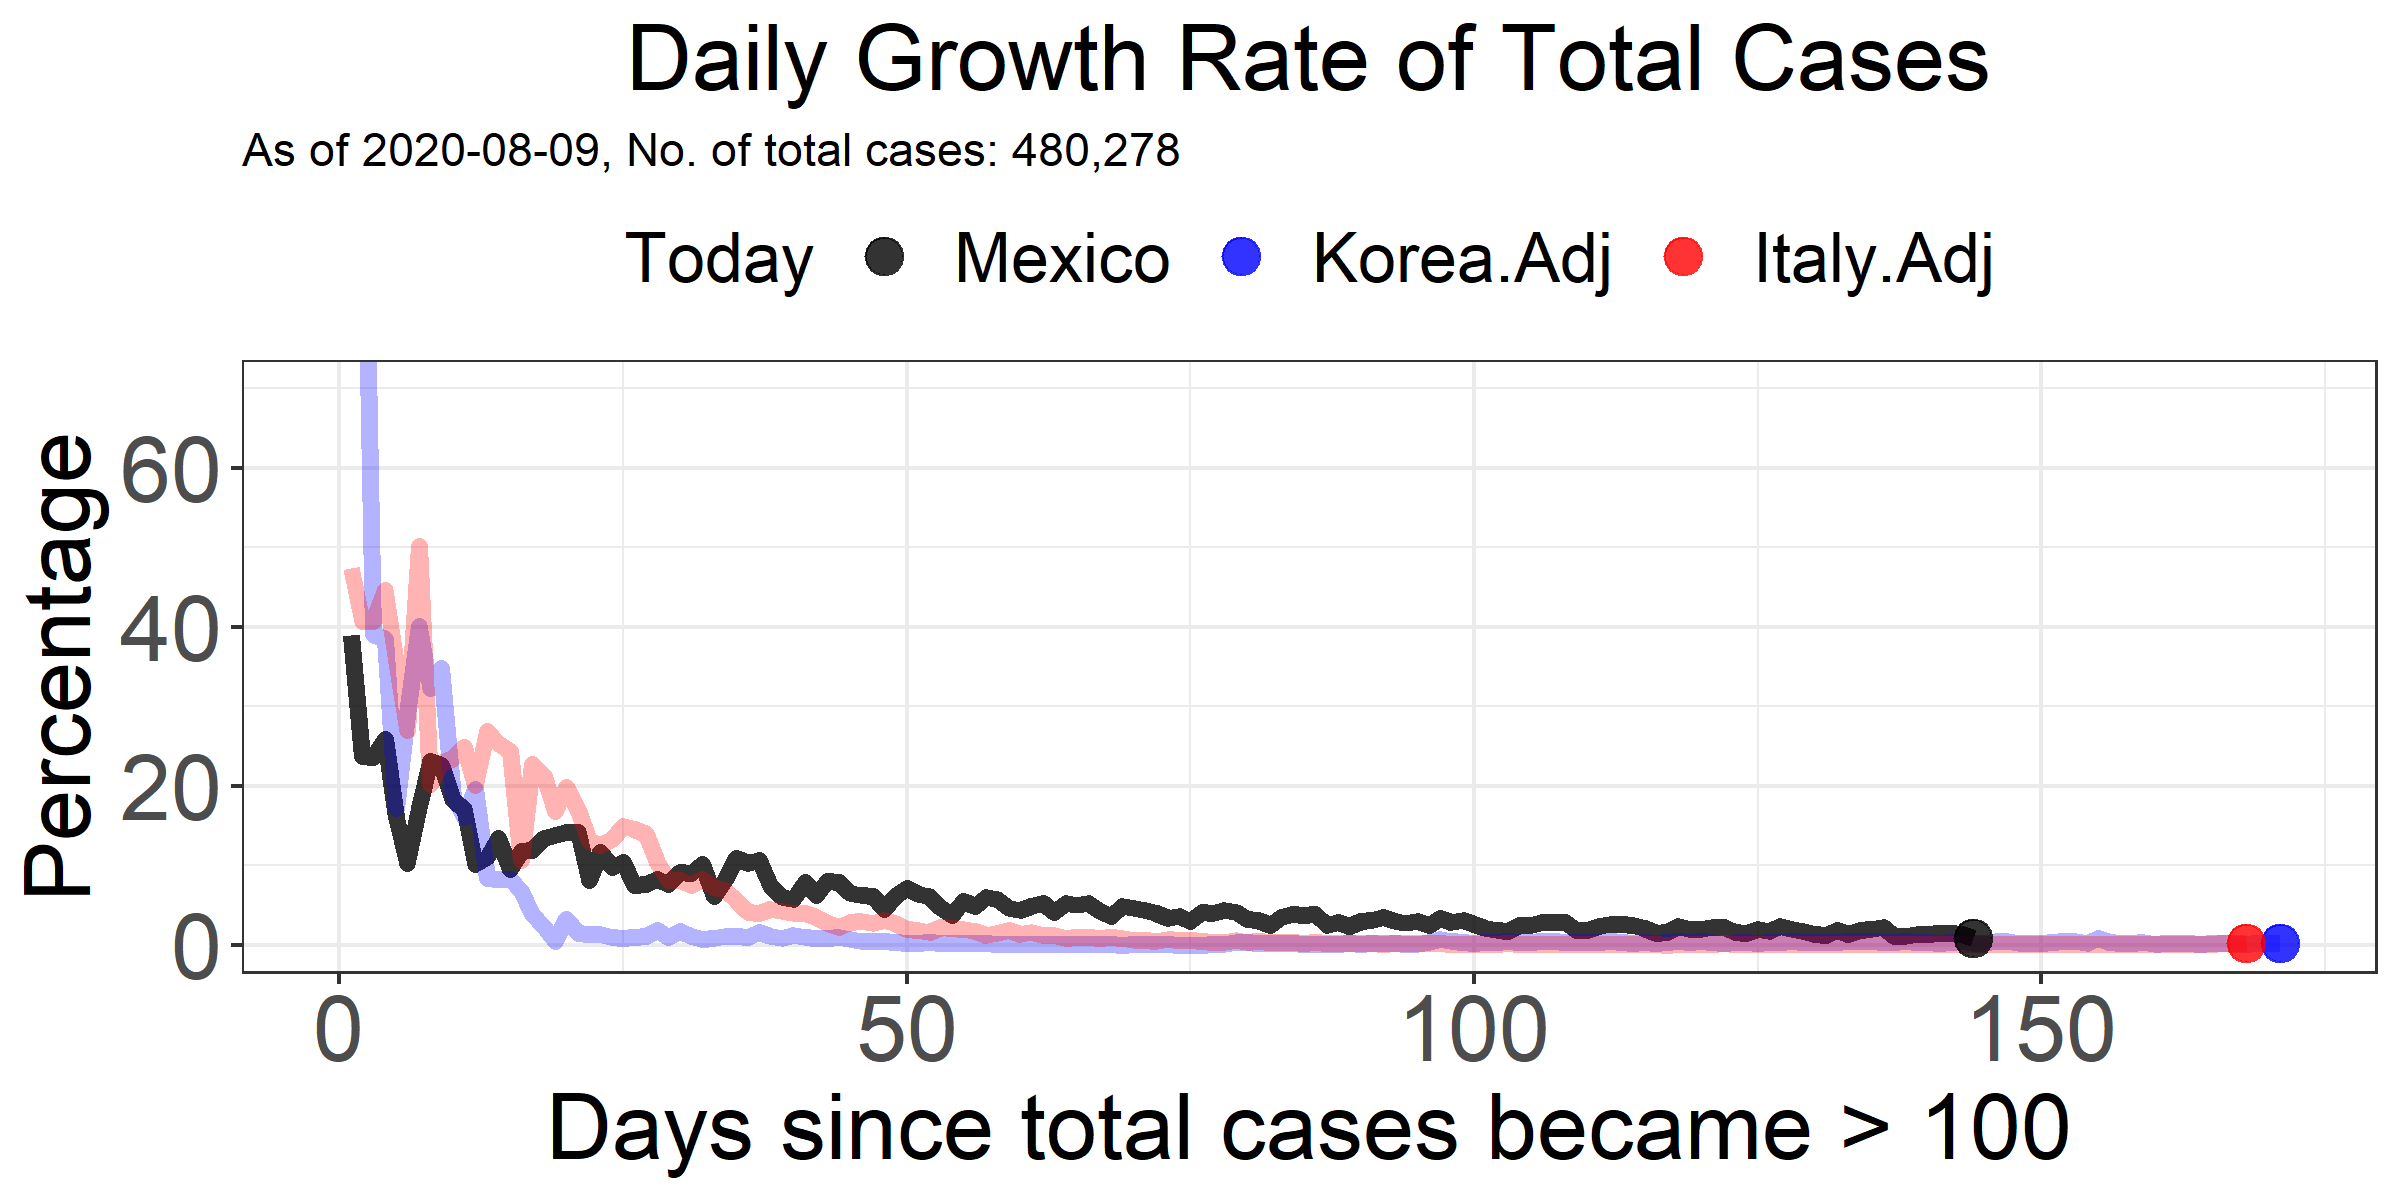 Daily Growth Rate of Total Cases
As of 2020-08-09, No. of total cases: 480,278
Today Mexico Korea.Adj Italy.Adj
Percentage
60
40
20
0
0 50 100 150
Days since total cases became > 100